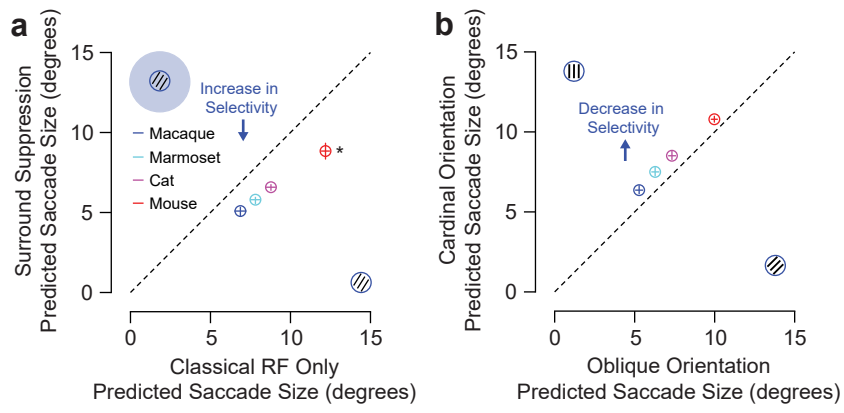 a
Surround Suppression
Predicted Saccade Size (degrees)
15
10
5
0
Increase in
Selectivity
Macaque
Marmoset
Cat
Mouse
*
0 5 10 15
Classical RF Only
Predicted Saccade Size (degrees)
b
Cardinal Orientation
Predicted Saccade Size (degrees)
15
10
5
0
Decrease in
Selectivity
0 5 10 15
Oblique Orientation
Predicted Saccade Size (degrees)